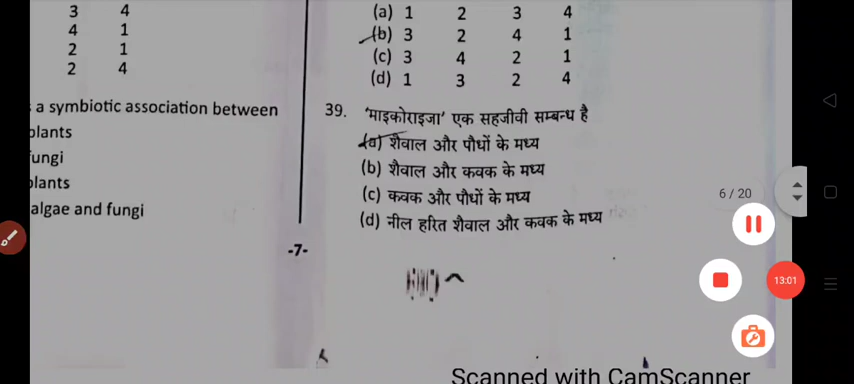 3 4
4 1
2 1
2 4
a symbiotic association between
plants
fungi
plants
algae and fungi
(a) 1 2 3 4
(b) 3 2 4 1
(c) 3 4 2 1
(d) 1 3 2 4
39. 'माइकोराइजा' एक सहजीवी सम्बन्ध है
(a) शैवाल और पौधों के मध्य
(b) शैवाल और कवक के मध्य
(c) कवक और पौधों के मध्य
(d) नील हरित शैवाल और कवक के मध्य
-7-
6 / 20
13:01
Scanned with CamScanner